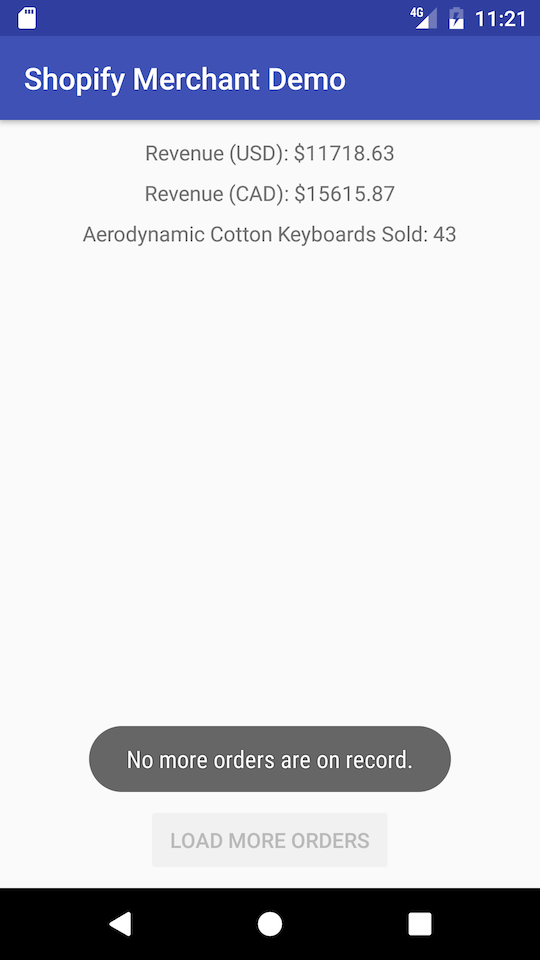 4G 11:21
Shopify Merchant Demo
Revenue (USD): $11718.63
Revenue (CAD): $15615.87
Aerodynamic Cotton Keyboards Sold: 43
No more orders are on record.
LOAD MORE ORDERS